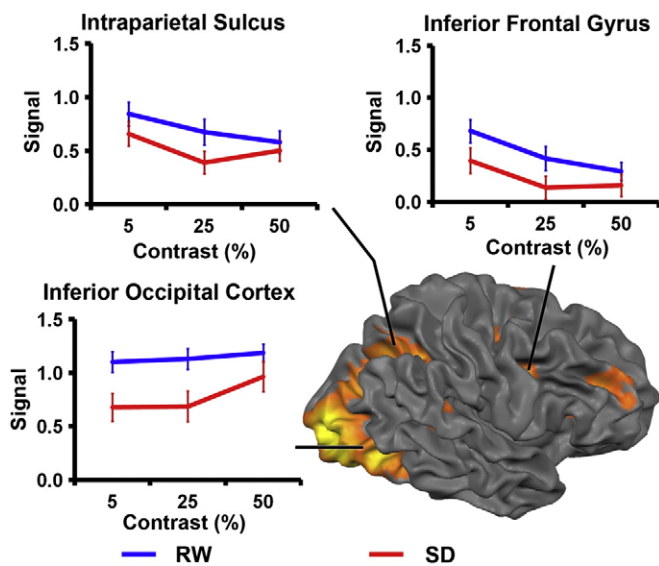 Intraparietal Sulcus
1.5
1.0
0.5
0.0
Signal
5 25 50
Contrast (%)
Inferior Frontal Gyrus
1.5
1.0
0.5
0.0
Signal
5 25 50
Contrast (%)
Inferior Occipital Cortex
1.5
1.0
0.5
0.0
Signal
5 25 50
Contrast (%)
RW SD